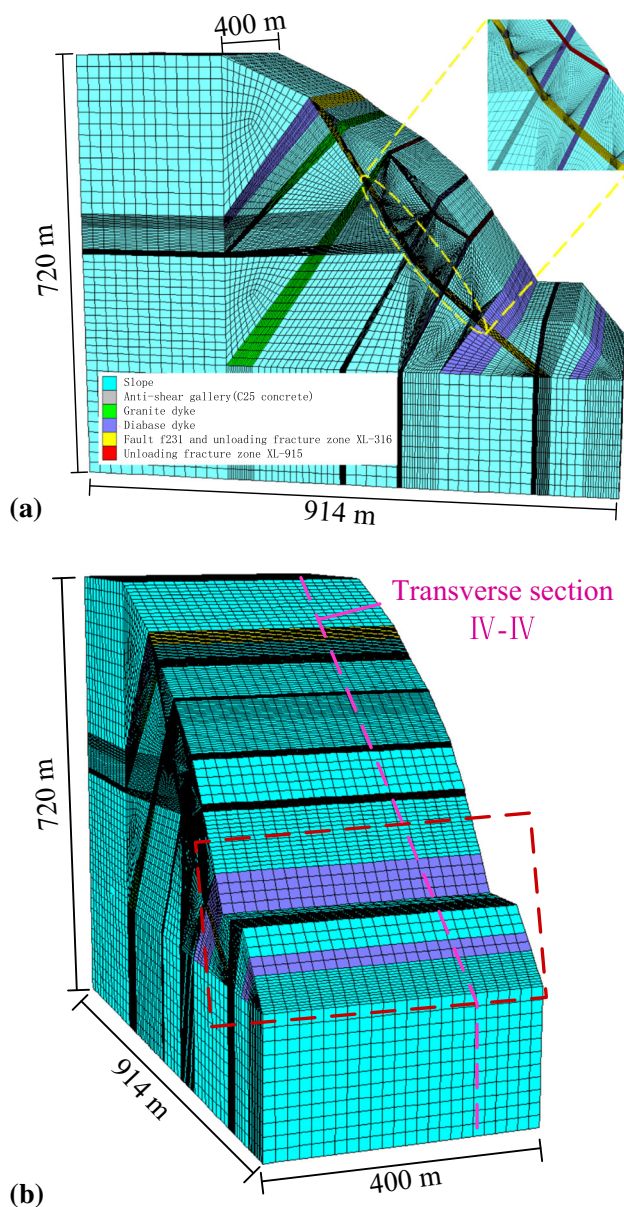 400 m
720 m
Slope
Anti-shear gallery(C25 concrete)
Granite dyke
Diabase dyke
Fault f231 and unloading fracture zone XL-316
Unloading fracture zone XL-915
(a)
914 m
Transverse section
Ⅳ-Ⅳ
720 m
914 m
400 m
(b)